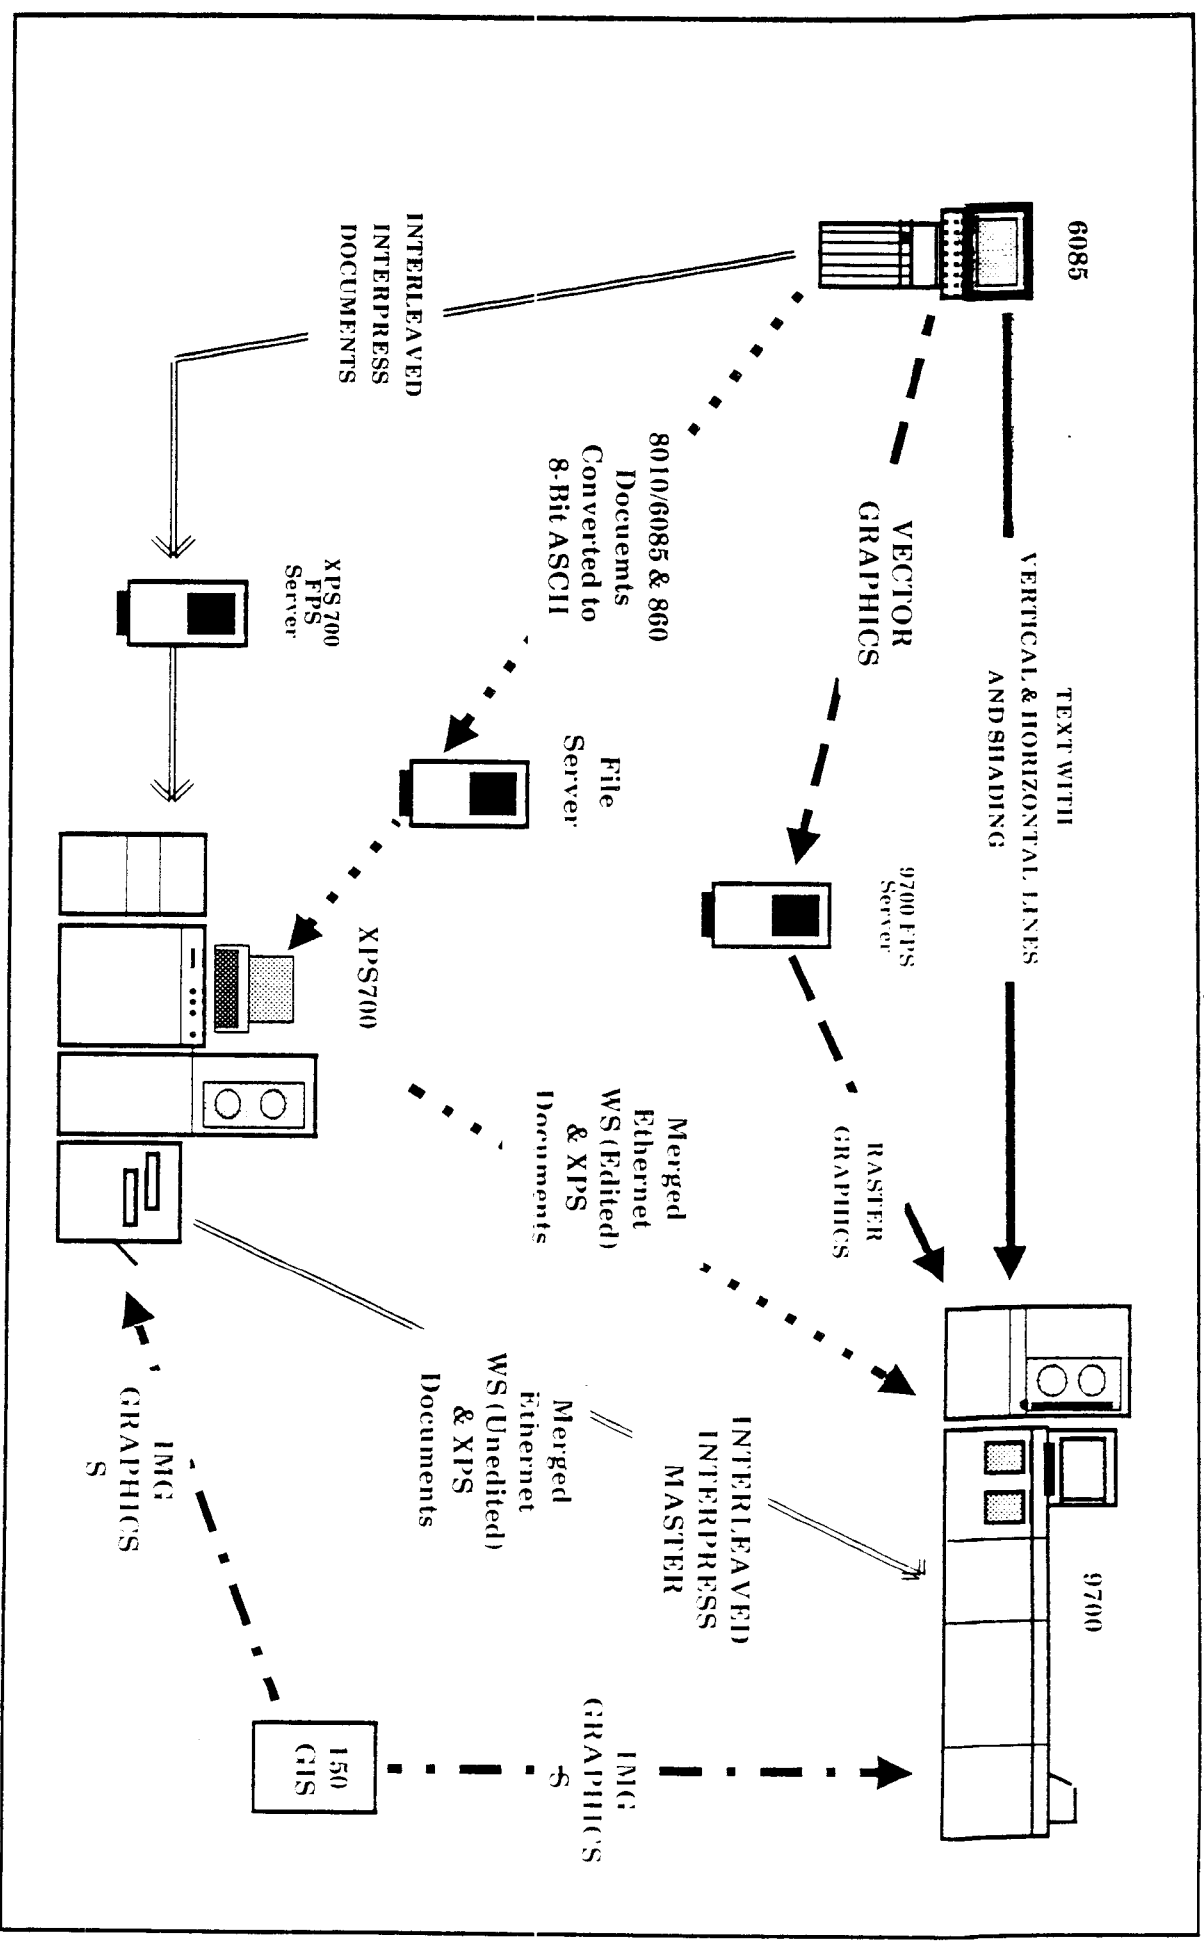 6085
TEXT WITH
VERTICAL & HORIZONTAL LINES
AND SHADING
9700
VECTOR
GRAPHICS
9700 FPS
Server
RASTER
GRAPHICS
8010/6085 & 860
Docuemts
Converted to
8-Bit ASCII
File
Server
Merged
Ethernet
WS (Edited)
& XPS
Documents
INTERLEAVED
INTERPRESS
MASTER
INTERLEAVED
INTERPRESS
DOCUMENTS
XPS 700
FPS
Server
XPS700
Merged
Ethernet
WS (Unedited)
& XPS
Documents
IMG
GRAPHICS
S
150
GIS
IMG
GRAPHICS
S